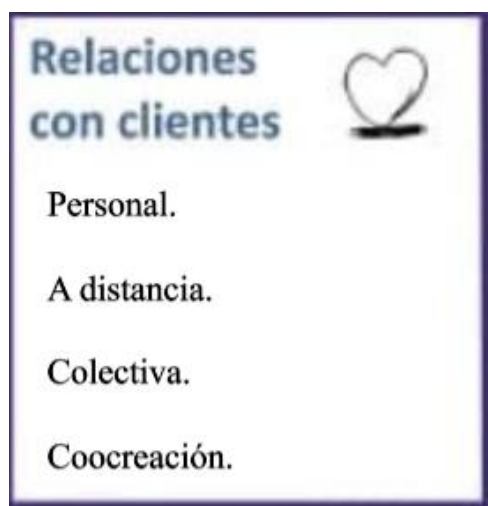 Relaciones
con clientes
Personal.
A distancia.
Colectiva.
Coocreación.